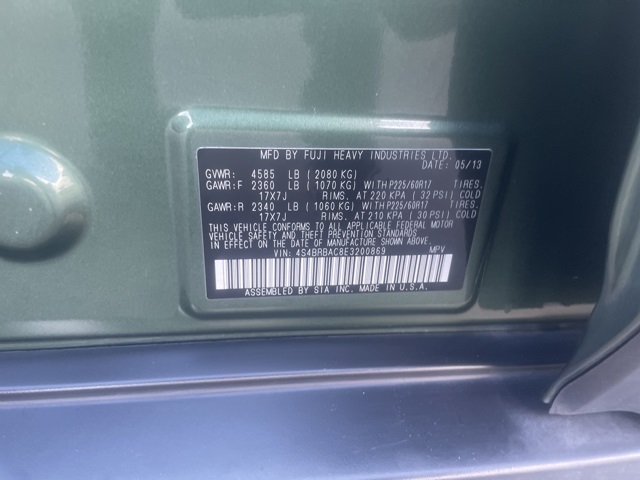 MFD BY FUJI HEAVY INDUSTRIES LTD.
DATE: 05/13
GVWR: 4585 LB ( 2080 KG)
GAWR:F 2360 LB ( 1070 KG) WITH P225/60R17 TIRES.
17X7J RIMS. AT 220 KPA ( 32 PSI) COLD
GAWR:R 2340 LB ( 1060 KG) WITH P225/60R17 TIRES.
17X7J RIMS. AT 210 KPA ( 30 PSI) COLD
THIS VEHICLE CONFORMS TO ALL APPLICABLE FEDERAL MOTOR
VEHICLE SAFETY AND THEFT PREVENTION STANDARDS
IN EFFECT ON THE DATE OF MANUFACTURE SHOWN ABOVE.
VIN: 4S4BRBAC8E3200869 MPV
ASSEMBLED BY SIA INC. MADE IN U.S.A.